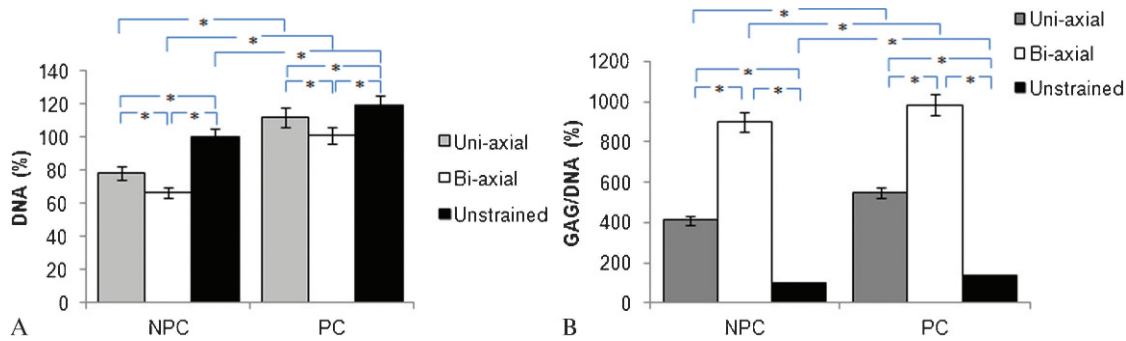 *
*
*
*
*
*
*
*
*
140
120
100
80
60
40
20
0
DNA (%)
NPC
PC
Uni-axial
Bi-axial
Unstrained
A
*
*
*
*
*
*
*
*
*
1200
1000
800
600
400
200
0
GAG/DNA (%)
NPC
PC
Uni-axial
Bi-axial
Unstrained
B